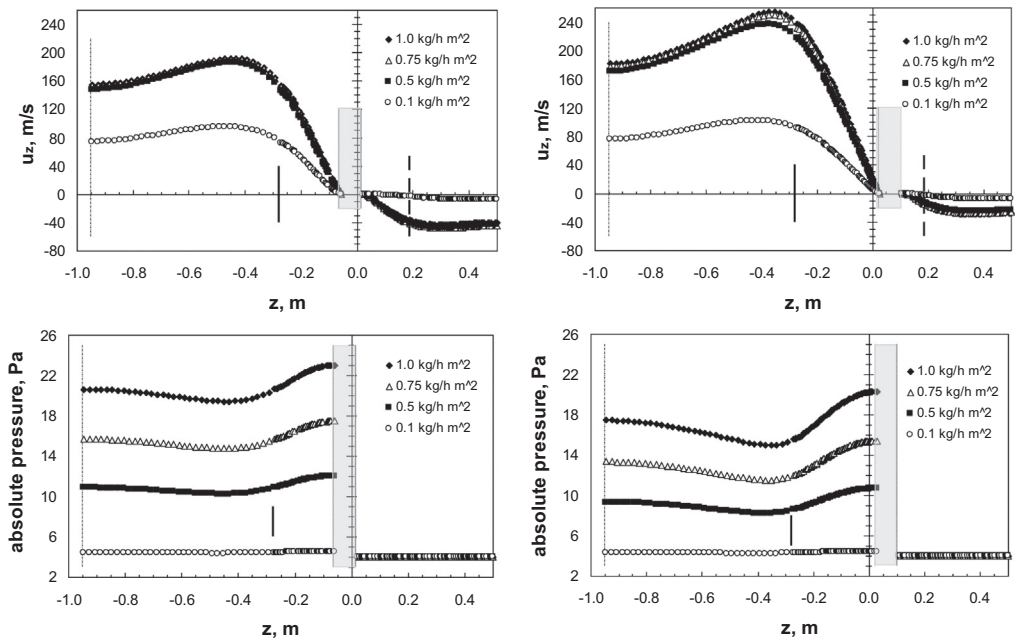 240
200
160
120
80
40
0
-40
-80
uz, m/s
-1.0 -0.8 -0.6 -0.4 -0.2 0.0 0.2 0.4
z, m
1.0 kg/h m^2
0.75 kg/h m^2
0.5 kg/h m^2
0.1 kg/h m^2
240
200
160
120
80
40
0
-40
-80
uz, m/s
-1.0 -0.8 -0.6 -0.4 -0.2 0.0 0.2 0.4
z, m
1.0 kg/h m^2
0.75 kg/h m^2
0.5 kg/h m^2
0.1 kg/h m^2
26
22
18
14
10
6
2
absolute pressure, Pa
-1.0 -0.8 -0.6 -0.4 -0.2 0.0 0.2 0.4
z, m
1.0 kg/h m^2
0.75 kg/h m^2
0.5 kg/h m^2
0.1 kg/h m^2
26
22
18
14
10
6
2
absolute pressure, Pa
-1.0 -0.8 -0.6 -0.4 -0.2 0.0 0.2 0.4
z, m
1.0 kg/h m^2
0.75 kg/h m^2
0.5 kg/h m^2
0.1 kg/h m^2